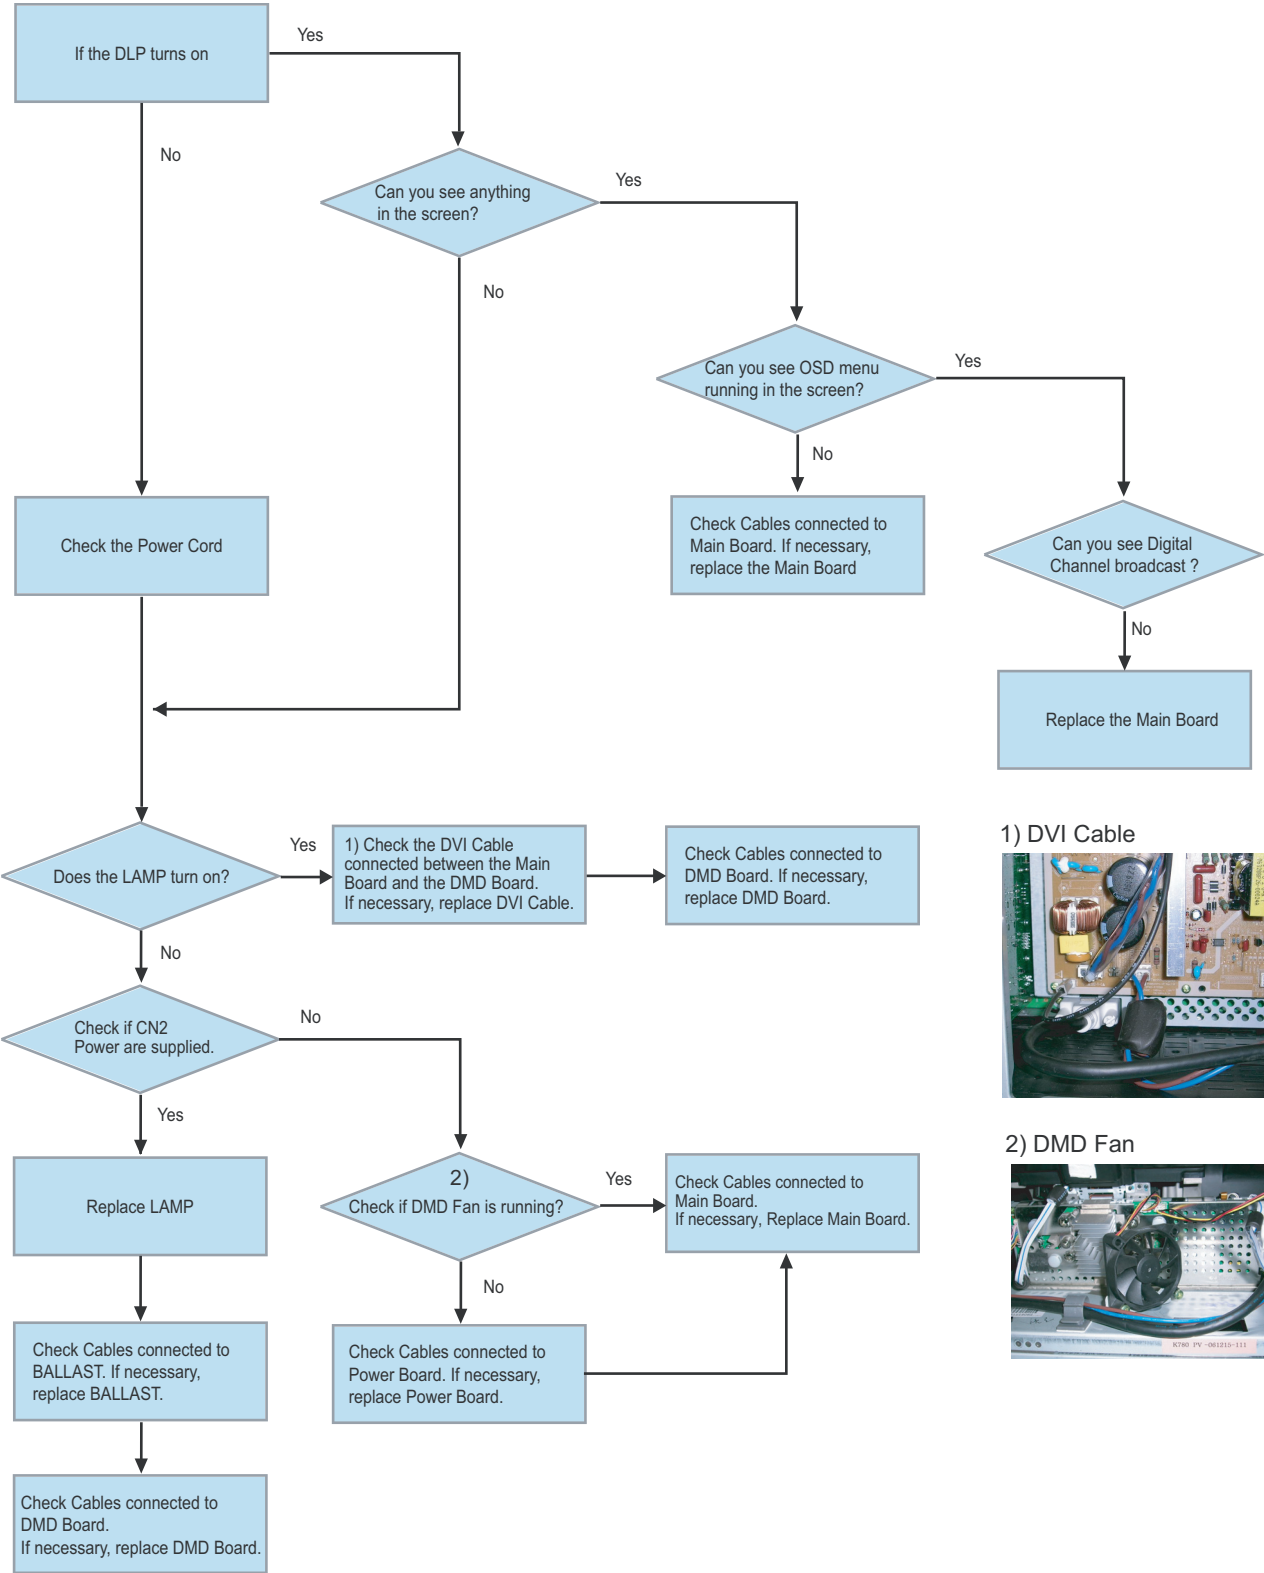 If the DLP turns on
Yes
No
Can you see anything
in the screen?
Yes
No
Can you see OSD menu
running in the screen?
Yes
No
Check Cables connected to
Main Board. If necessary,
replace the Main Board
Can you see Digital
Channel broadcast ?
No
Replace the Main Board
Check the Power Cord
Does the LAMP turn on?
Yes
1) Check the DVI Cable
connected between the Main
Board and the DMD Board.
If necessary, replace DVI Cable.
Check Cables connected to
DMD Board. If necessary,
replace DMD Board.
No
Check if CN2
Power are supplied.
No
Yes
Replace LAMP
Check Cables connected to
BALLAST. If necessary,
replace BALLAST.
Check Cables connected to
DMD Board.
If necessary, replace DMD Board.
2)
Check if DMD Fan is running?
Yes
No
Check Cables connected to
Main Board.
If necessary, Replace Main Board.
Check Cables connected to
Power Board. If necessary,
replace Power Board.
1) DVI Cable
2) DMD Fan
K780 PV -061215-111